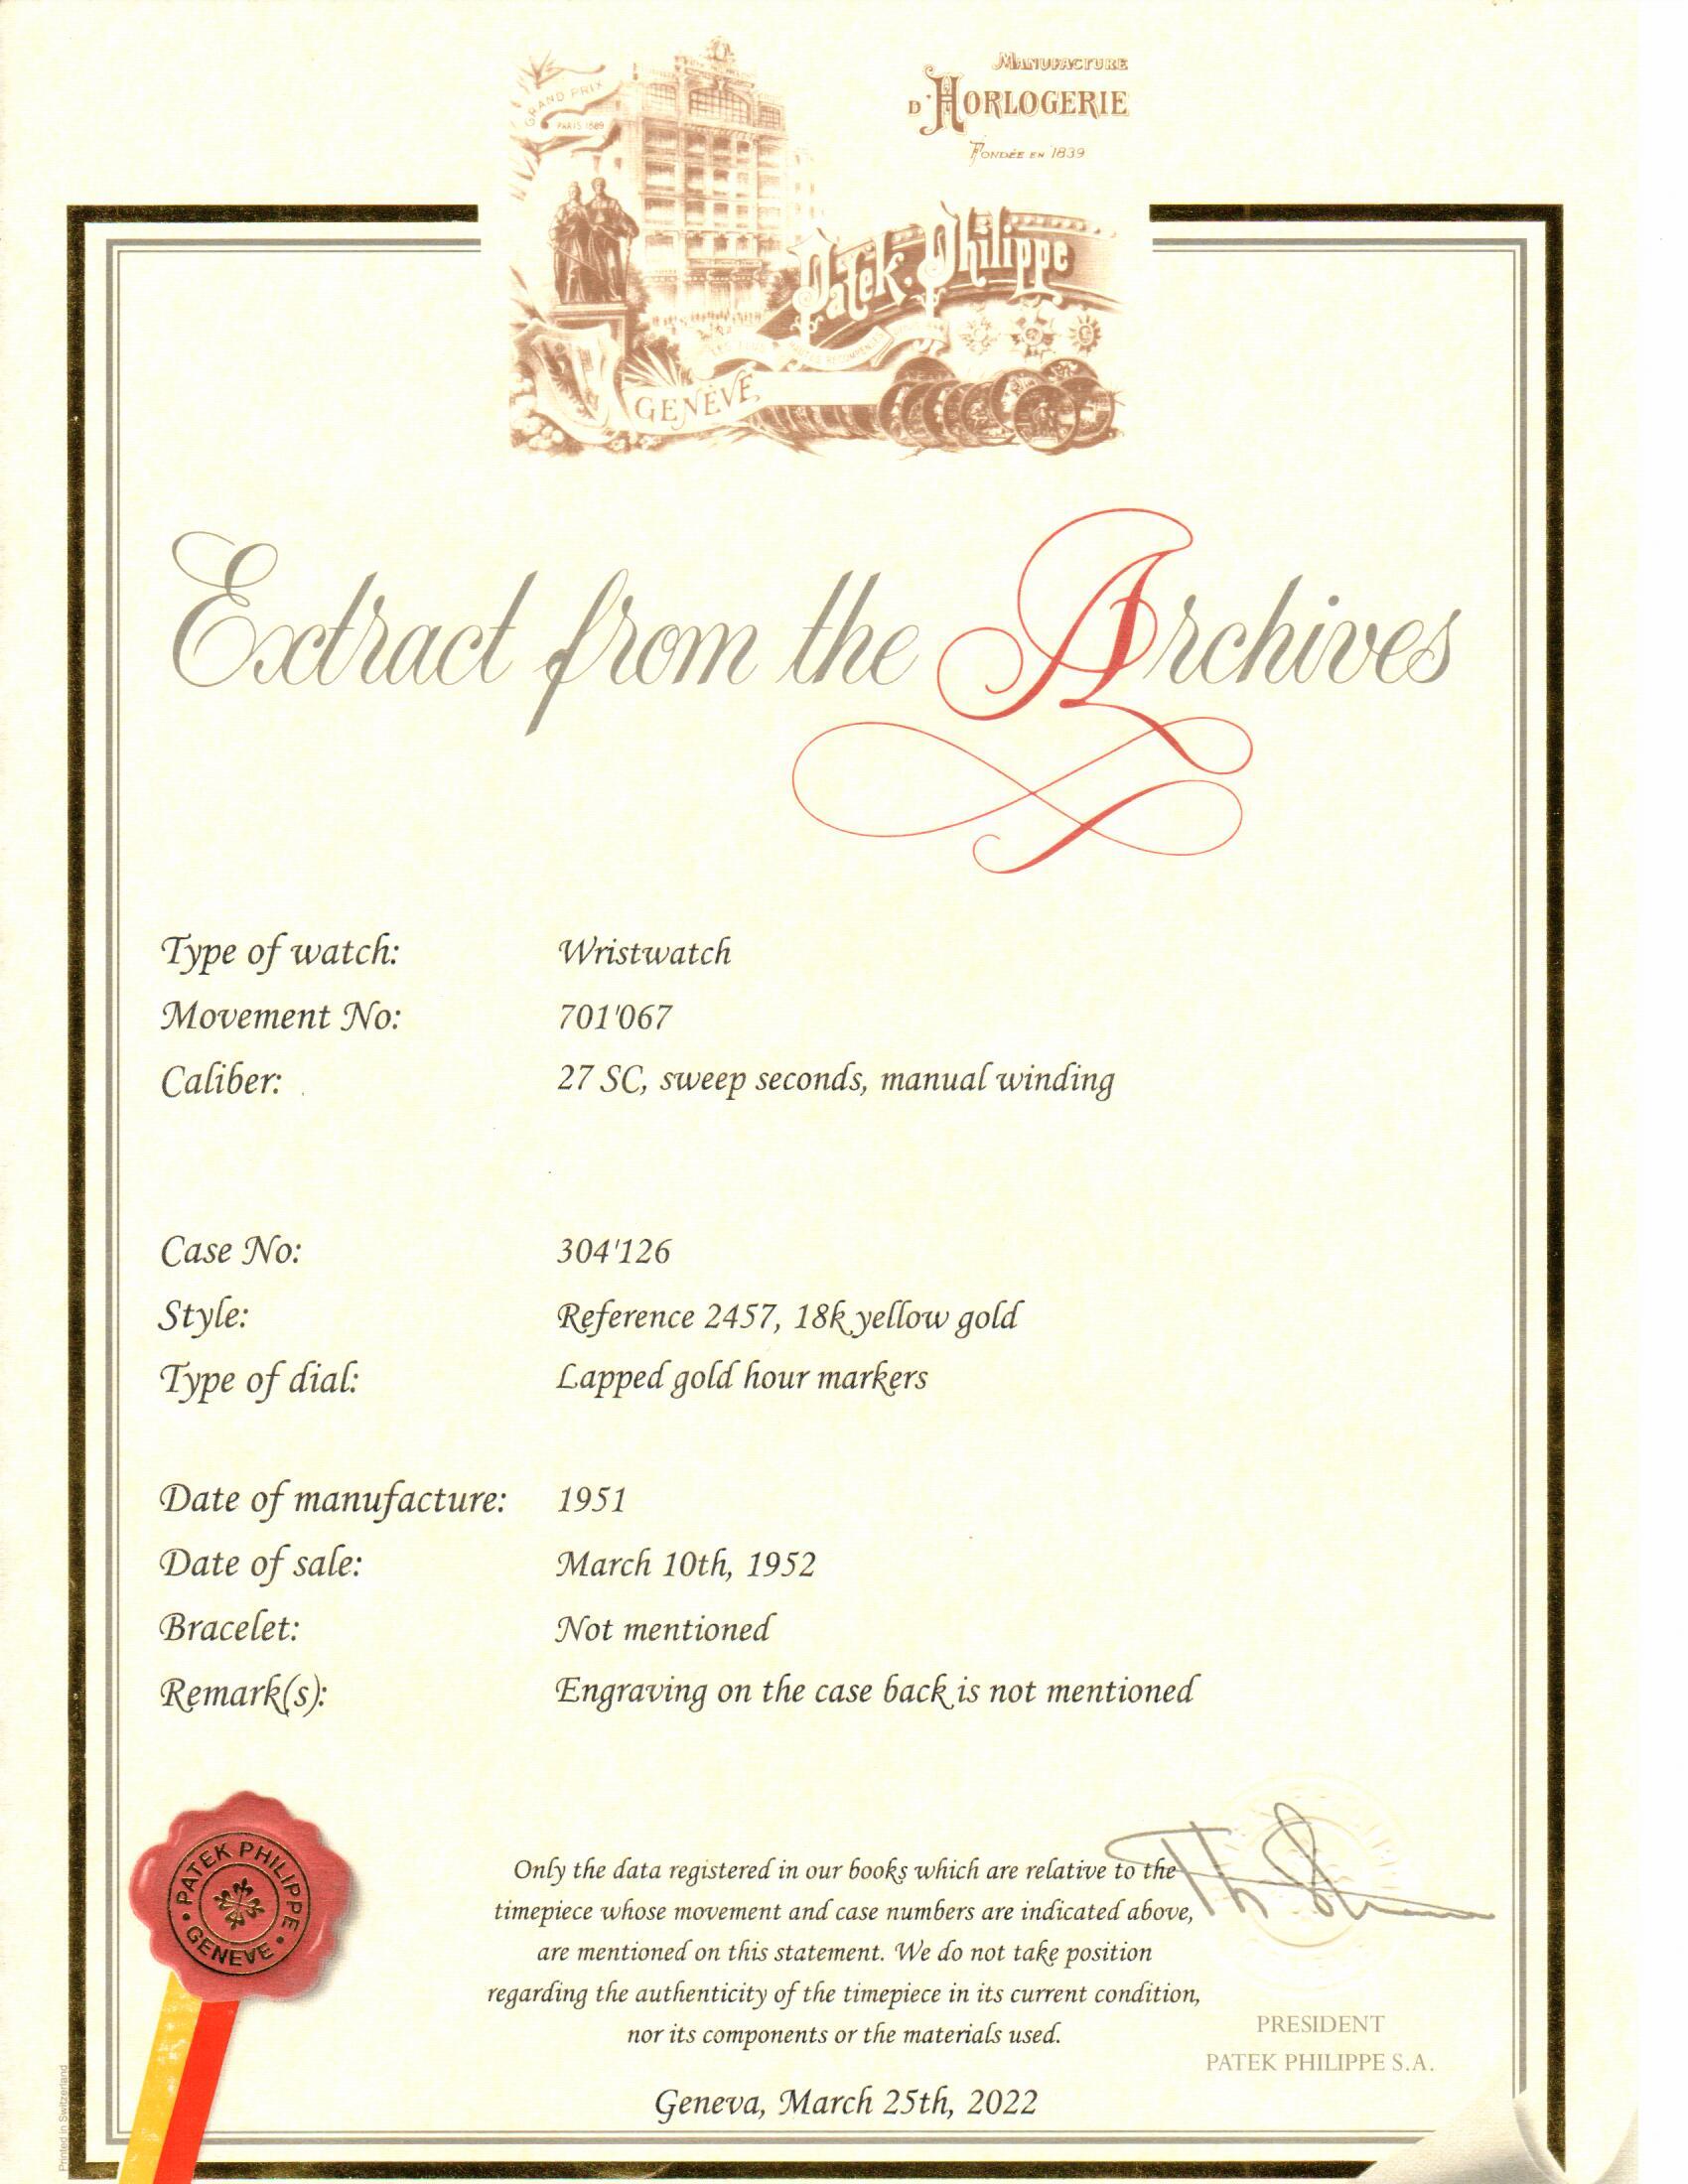 MANUFACTURE
D'HORLOGERIE
FONDÉE EN 1839
GRAND PRIX
PARIS 1889
Patek. Philippe
GENÈVE
Extract from the Archives
Type of watch: Wristwatch
Movement No: 701'067
Caliber: 27 SC, sweep seconds, manual winding
Case No: 304'126
Style: Reference 2457, 18k yellow gold
Type of dial: Lapped gold hour markers
Date of manufacture: 1951
Date of sale: March 10th, 1952
Bracelet: Not mentioned
Remark(s): Engraving on the case back is not mentioned
PATEK PHILIPPE
• GENEVE •
Only the data registered in our books which are relative to the
timepiece whose movement and case numbers are indicated above,
are mentioned on this statement. We do not take position
regarding the authenticity of the timepiece in its current condition,
nor its components or the materials used.
PRESIDENT
PATEK PHILIPPE S.A.
Geneva, March 25th, 2022
Printed in Switzerland